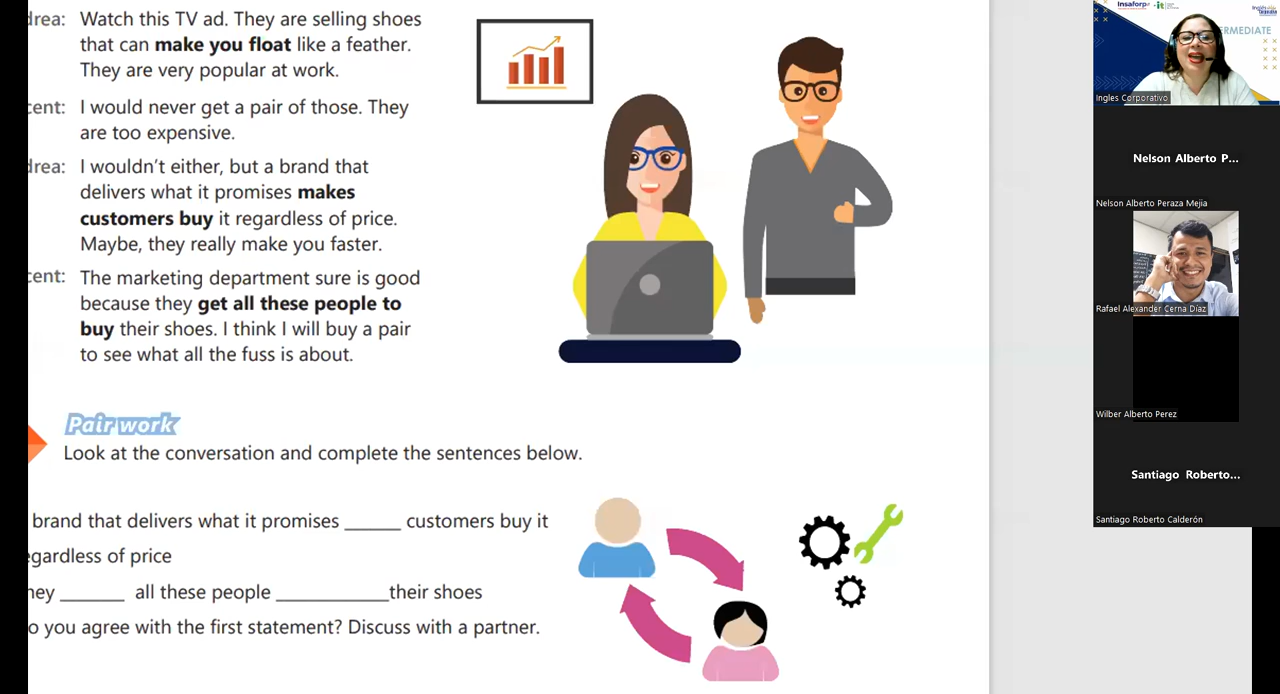 drea: Watch this TV ad. They are selling shoes
that can make you float like a feather.
They are very popular at work.
cent: I would never get a pair of those. They
are too expensive.
drea: I wouldn't either, but a brand that
delivers what it promises makes
customers buy it regardless of price.
Maybe, they really make you faster.
cent: The marketing department sure is good
because they get all these people to
buy their shoes. I think I will buy a pair
to see what all the fuss is about.
Pair work
Look at the conversation and complete the sentences below.
brand that delivers what it promises ______ customers buy it
egardless of price
hey _______ all these people ____________their shoes
o you agree with the first statement? Discuss with a partner.
Insaforp
ERMEDIATE
Ingles Corporativo
Nelson Alberto P...
Nelson Alberto Peraza Mejia
Rafael Alexander Cerna Díaz
Wilber Alberto Perez
Santiago Roberto...
Santiago Roberto Calderón